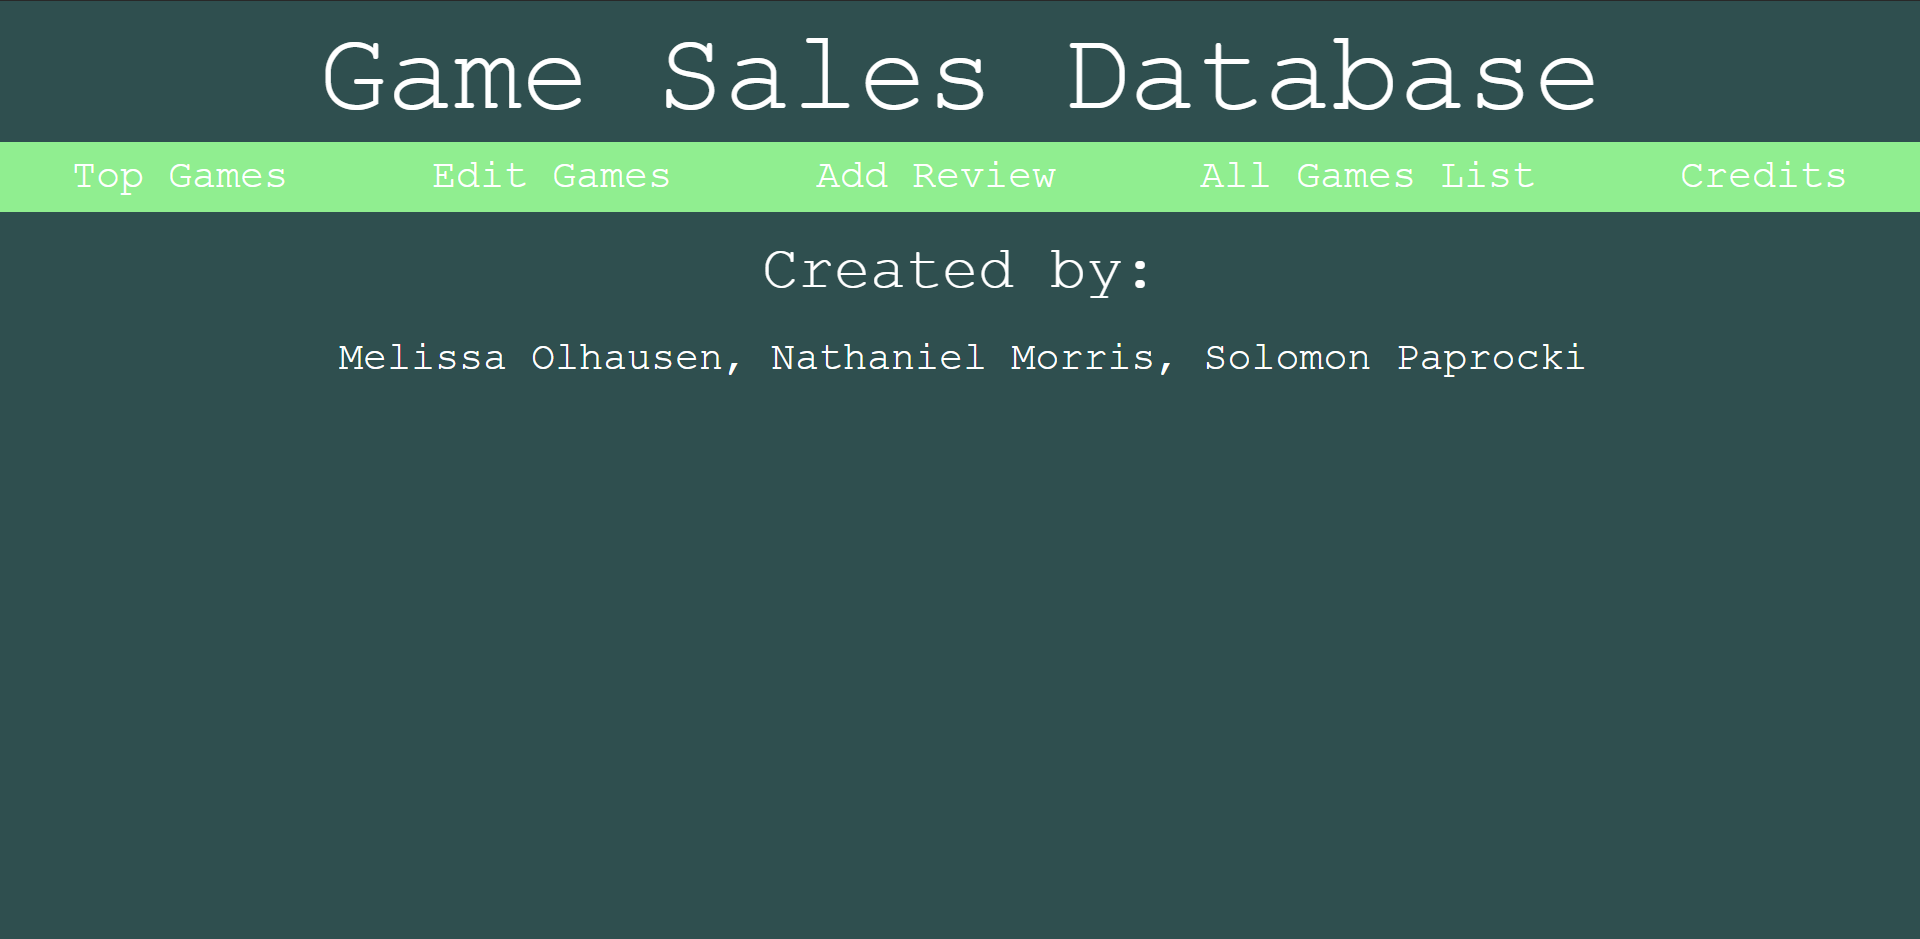 Game Sales Database
Top Games Edit Games Add Review All Games List Credits
Created by:
Melissa Olhausen, Nathaniel Morris, Solomon Paprocki